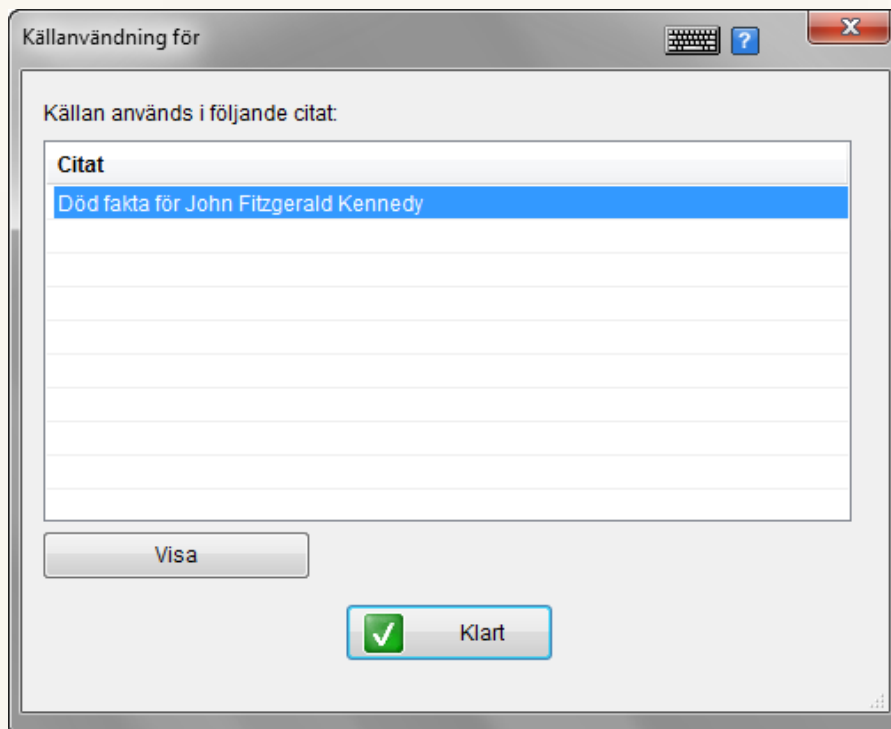 Källanvändning för
?
X
Källan används i följande citat:
Citat
Död fakta för John Fitzgerald Kennedy
Visa
Klart